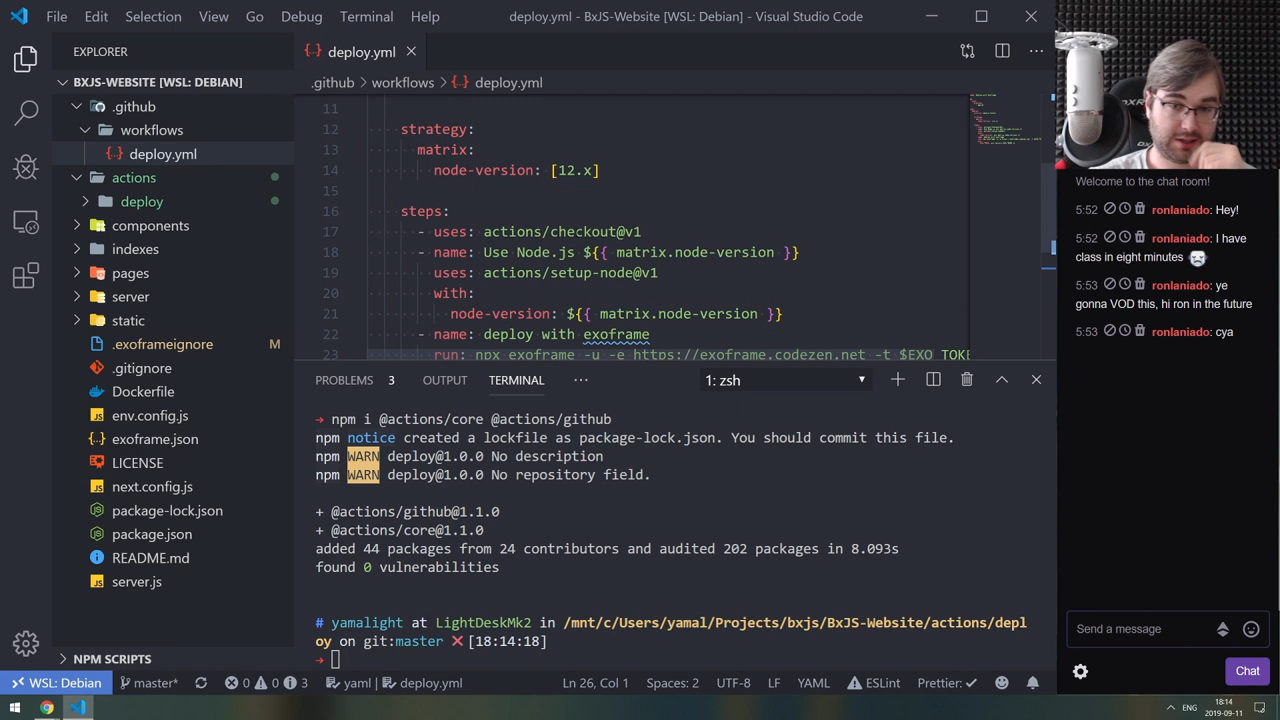 File Edit Selection View Go Debug Terminal Help
deploy.yml - BxJS-Website [WSL: Debian] - Visual Studio Code
EXPLORER
BXJS-WEBSITE [WSL: DEBIAN]
.github
workflows
deploy.yml
actions
deploy
components
indexes
pages
server
static
.exoframeignore M
.gitignore
Dockerfile
env.config.js
exoframe.json
LICENSE
next.config.js
package-lock.json
package.json
README.md
server.js
NPM SCRIPTS
deploy.yml
.github > workflows > deploy.yml
11
12 strategy:
13 matrix:
14 node-version: [12.x]
15
16 steps:
17 - uses: actions/checkout@v1
18 - name: Use Node.js ${{ matrix.node-version }}
19 uses: actions/setup-node@v1
20 with:
21 node-version: ${{ matrix.node-version }}
22 - name: deploy with exoframe
23 run: npx exoframe -u -e https://exoframe.codezen.net -t $EXO_TOKE
PROBLEMS 3 OUTPUT TERMINAL ··· 1: zsh
→ npm i @actions/core @actions/github
npm notice created a lockfile as package-lock.json. You should commit this file.
npm WARN deploy@1.0.0 No description
npm WARN deploy@1.0.0 No repository field.
+ @actions/github@1.1.0
+ @actions/core@1.1.0
added 44 packages from 24 contributors and audited 202 packages in 8.093s
found 0 vulnerabilities
# yamalight at LightDeskMk2 in /mnt/c/Users/yamal/Projects/bxjs/BxJS-Website/actions/depl
oy on git:master ❌ [18:14:18]
→
WSL: Debian master* 0 0 3 yaml | deploy.yml Ln 26, Col 1 Spaces: 2 UTF-8 LF YAML ESLint Prettier: ✓
Welcome to the chat room!
5:52 ronlaniado: Hey!
5:52 ronlaniado: I have
class in eight minutes
5:53 ronlaniado: ye
gonna VOD this, hi ron in the future
5:53 ronlaniado: cya
Send a message
Chat
ENG
18:14
2019-09-11